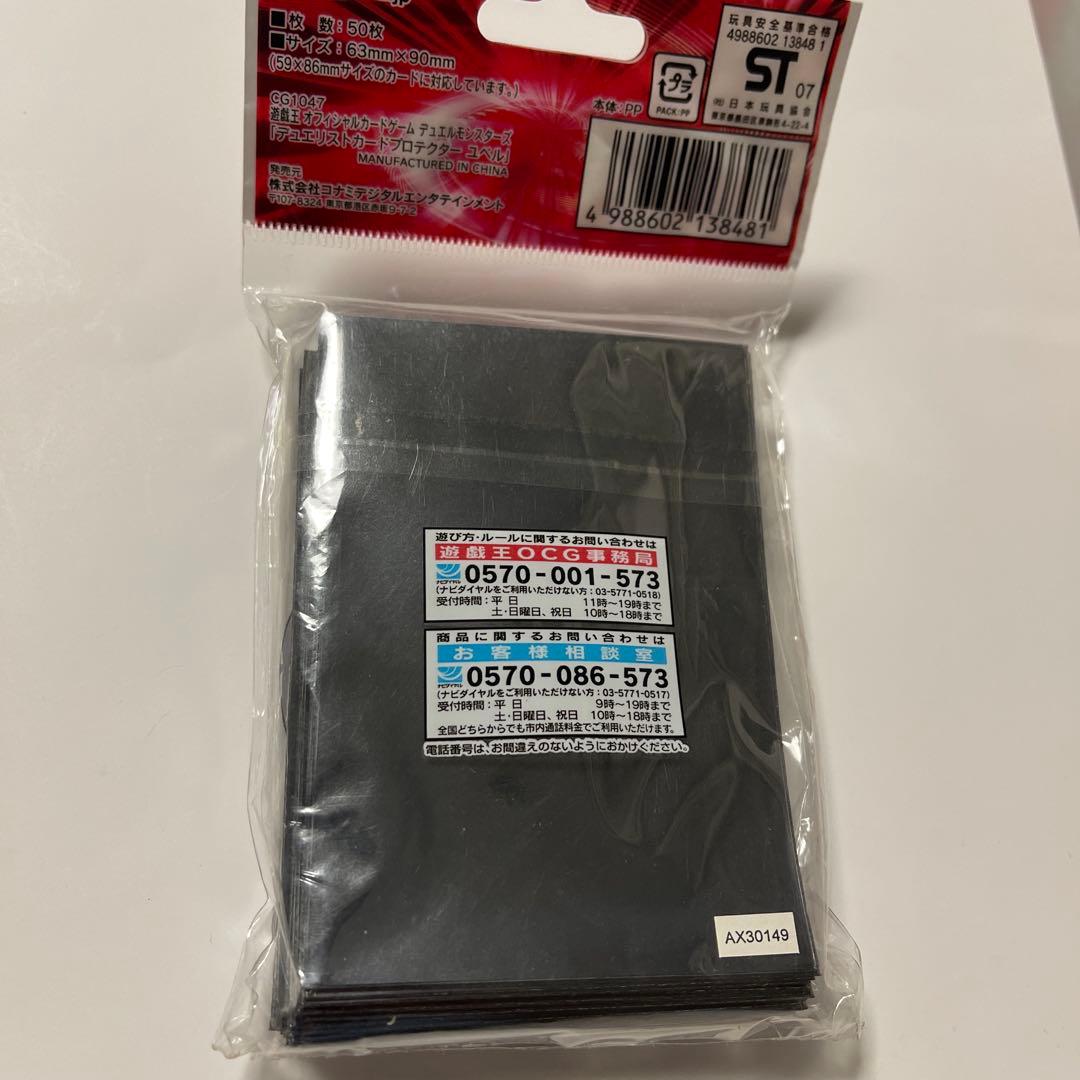 jp
■枚 数:50枚
■サイズ:63mm×90mm
(59×86mmサイズのカードに対応しています。)
CG1047
遊戯王 オフィシャルカードゲーム デュエルモンスターズ
「デュエリストカードプロテクター ユベル」
MANUFACTURED IN CHINA
発売元
株式会社コナミデジタルエンタテインメント
〒107-8324 東京都港区赤坂9-7-2
本体:PP
プラ
PACK:PP
玩具安全基準合格
4988602 13848 1
ST 07
㈳日本玩具協会
東京都墨田区東駒形4-22-4
4 988602 138481
遊び方・ルールに関するお問い合わせは
遊戯王OCG事務局
0570-001-573
(ナビダイヤルをご利用いただけない方:03-5771-0518)
受付時間:平 日 11時〜19時まで
土・日曜日、祝日 10時〜18時まで
商品に関するお問い合わせは
お客様相談室
0570-086-573
(ナビダイヤルをご利用いただけない方:03-5771-0517)
受付時間:平 日 9時〜19時まで
土・日曜日、祝日 10時〜18時まで
全国どちらからでも市内通話料金でご利用いただけます。
電話番号は、お間違えのないようにおかけください。
AX30149